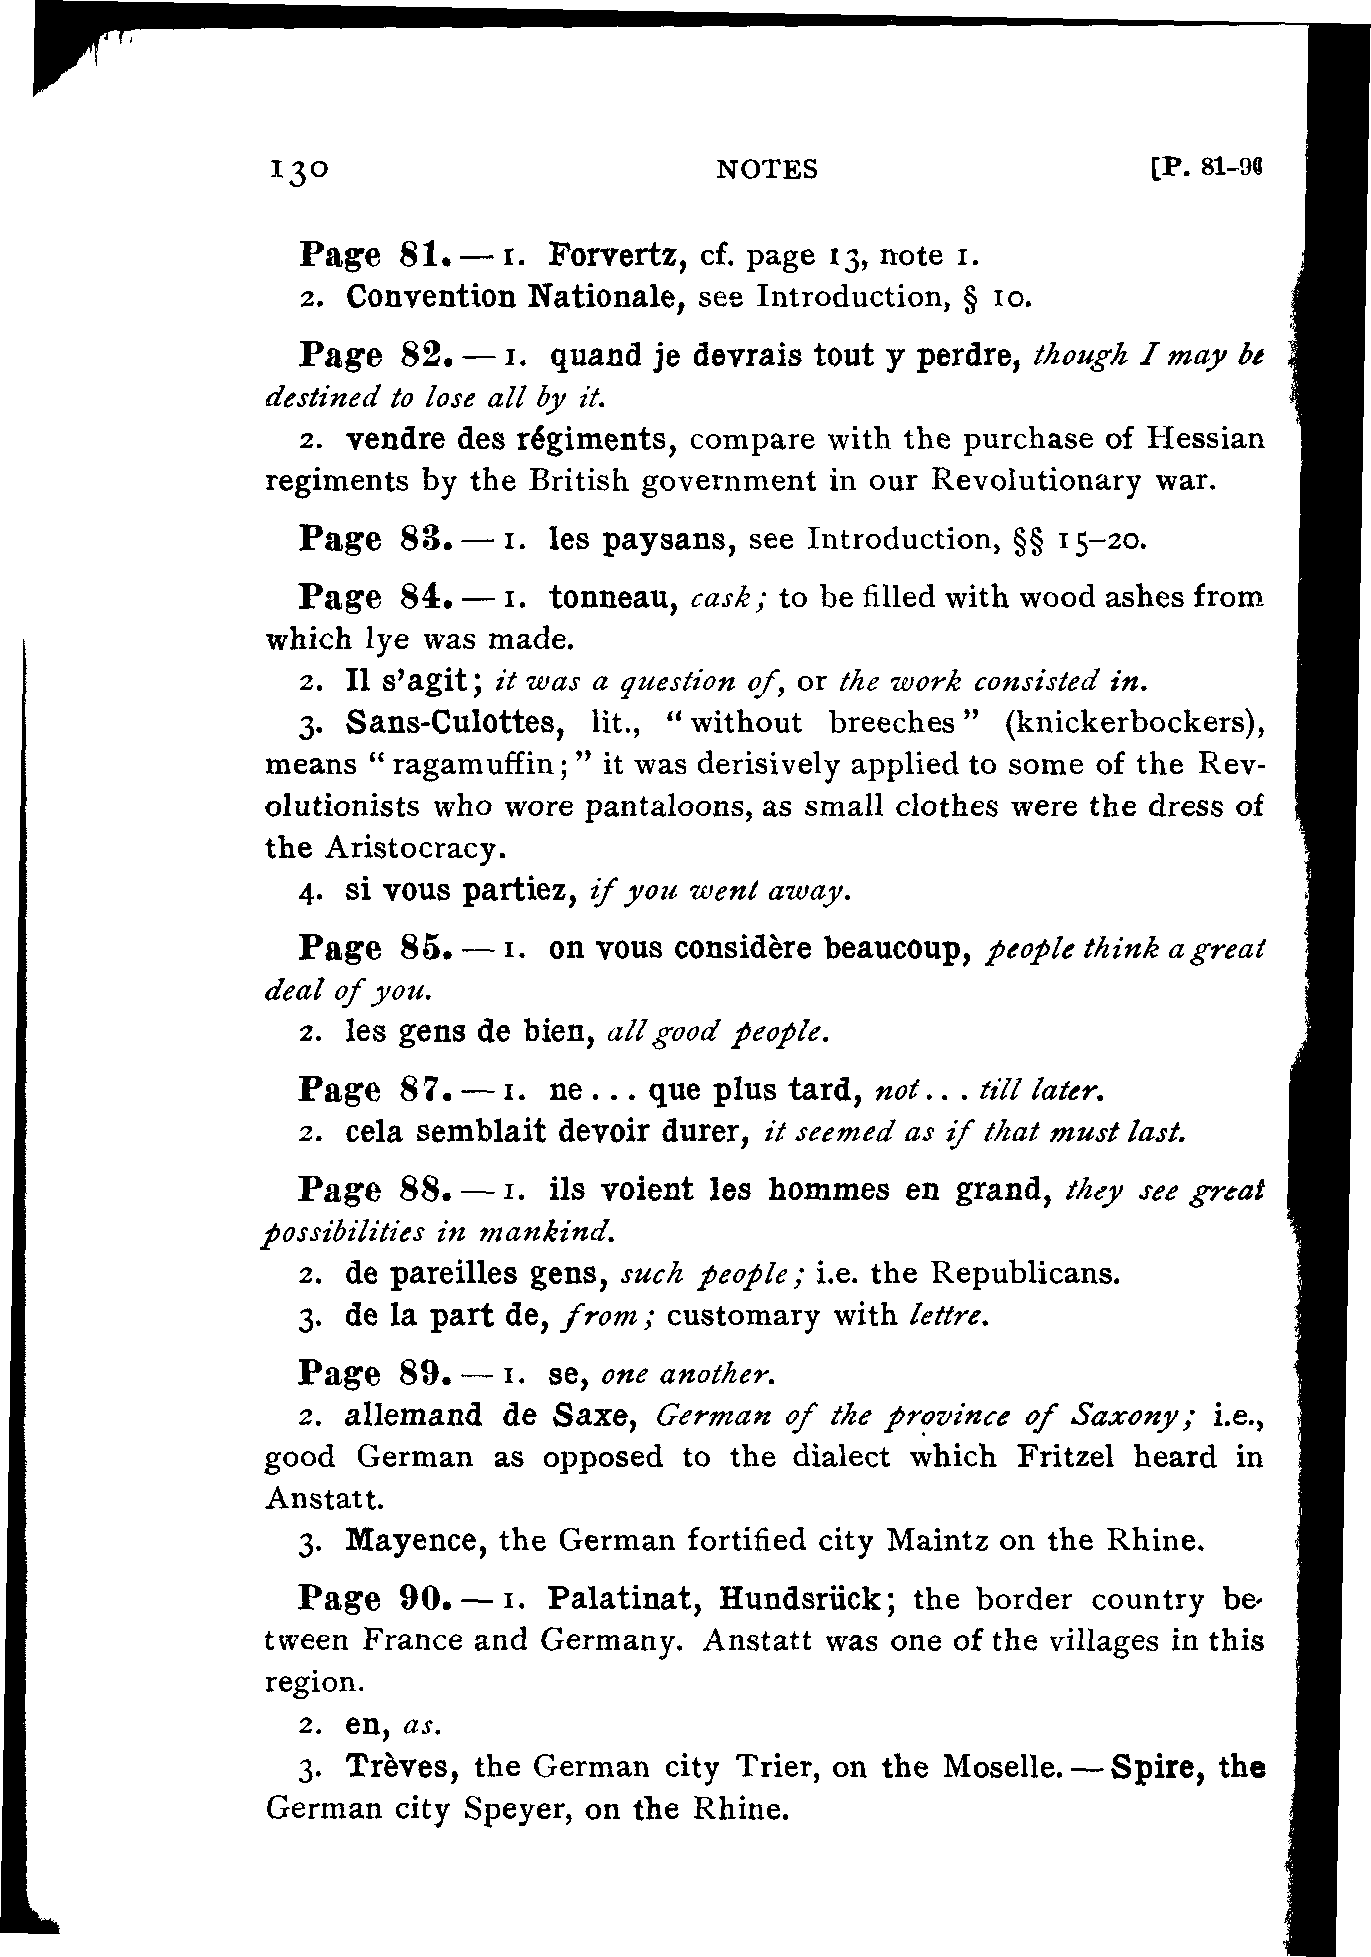 130 NOTES [P. 81–90
Page 81. — 1. Forvertz, cf. page 13, note 1.
2. Convention Nationale, see Introduction, § 10.
Page 82. — 1. quand je devrais tout y perdre, though I may be
destined to lose all by it.
2. vendre des régiments, compare with the purchase of Hessian
regiments by the British government in our Revolutionary war.
Page 83. — 1. les paysans, see Introduction, §§ 15–20.
Page 84. — 1. tonneau, cask; to be filled with wood ashes from
which lye was made.
2. Il s'agit; it was a question of, or the work consisted in.
3. Sans-Culottes, lit., "without breeches" (knickerbockers),
means "ragamuffin;" it was derisively applied to some of the Rev-
olutionists who wore pantaloons, as small clothes were the dress of
the Aristocracy.
4. si vous partiez, if you went away.
Page 85. — 1. on vous considère beaucoup, people think a great
deal of you.
2. les gens de bien, all good people.
Page 87. — 1. ne ... que plus tard, not ... till later.
2. cela semblait devoir durer, it seemed as if that must last.
Page 88. — 1. ils voient les hommes en grand, they see great
possibilities in mankind.
2. de pareilles gens, such people; i.e. the Republicans.
3. de la part de, from; customary with lettre.
Page 89. — 1. se, one another.
2. allemand de Saxe, German of the province of Saxony; i.e.,
good German as opposed to the dialect which Fritzel heard in
Anstatt.
3. Mayence, the German fortified city Maintz on the Rhine.
Page 90. — 1. Palatinat, Hundsrück; the border country be-
tween France and Germany. Anstatt was one of the villages in this
region.
2. en, as.
3. Trèves, the German city Trier, on the Moselle. — Spire, the
German city Speyer, on the Rhine.